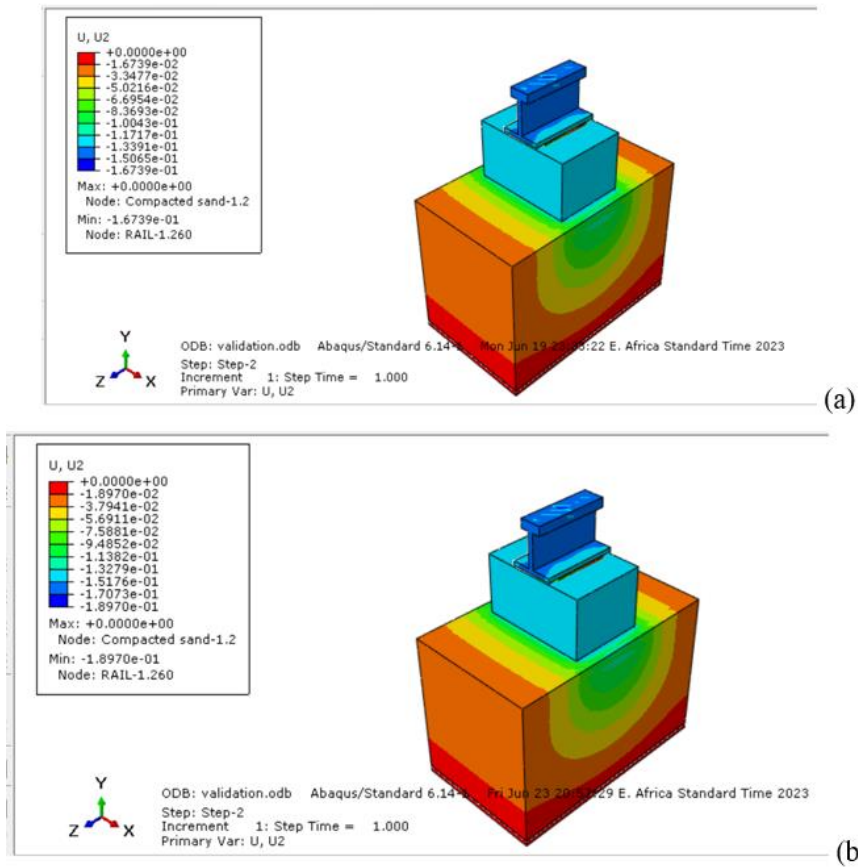 U, U2
+0.0000e+00
-1.6739e-02
-3.3477e-02
-5.0216e-02
-6.6954e-02
-8.3693e-02
-1.0043e-01
-1.1717e-01
-1.3391e-01
-1.5065e-01
-1.6739e-01
Max: +0.0000e+00
Node: Compacted sand-1.2
Min: -1.6739e-01
Node: RAIL-1.260
Y
Z X
ODB: validation.odb Abaqus/Standard 6.14- Mon Jun 19 E. Africa Standard Time 2023
Step: Step-2
Increment 1: Step Time = 1.000
Primary Var: U, U2
(a)
U, U2
+0.0000e+00
-1.8970e-02
-3.7941e-02
-5.6911e-02
-7.5881e-02
-9.4852e-02
-1.1382e-01
-1.3279e-01
-1.5176e-01
-1.7073e-01
-1.8970e-01
Max: +0.0000e+00
Node: Compacted sand-1.2
Min: -1.8970e-01
Node: RAIL-1.260
Y
Z X
ODB: validation.odb Abaqus/Standard 6.14- Fri Jun 23 E. Africa Standard Time 2023
Step: Step-2
Increment 1: Step Time = 1.000
Primary Var: U, U2
(b